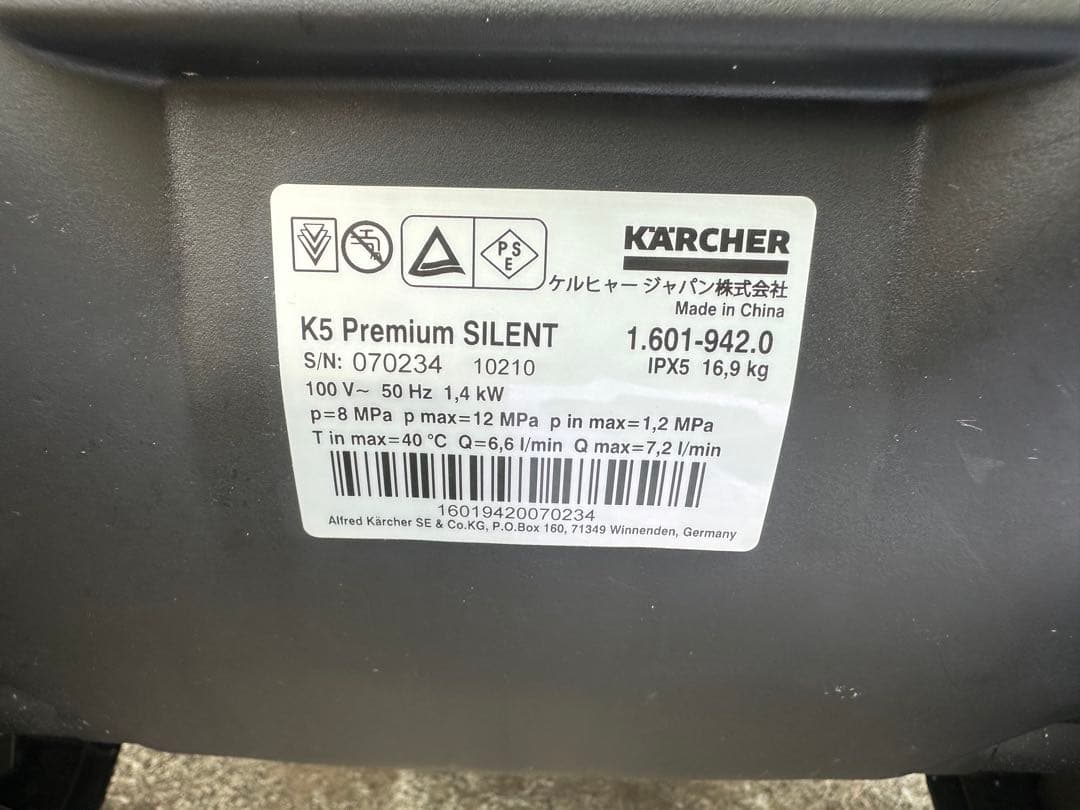 PSE
KÄRCHER
ケルヒャー ジャパン株式会社
Made in China
K5 Premium SILENT 1.601-942.0
S/N: 070234 10210 IPX5 16,9 kg
100 V~ 50 Hz 1,4 kW
p=8 MPa p max=12 MPa p in max=1,2 MPa
T in max=40 °C Q=6,6 l/min Q max=7,2 l/min
16019420070234
Alfred Kärcher SE & Co.KG, P.O.Box 160, 71349 Winnenden, Germany